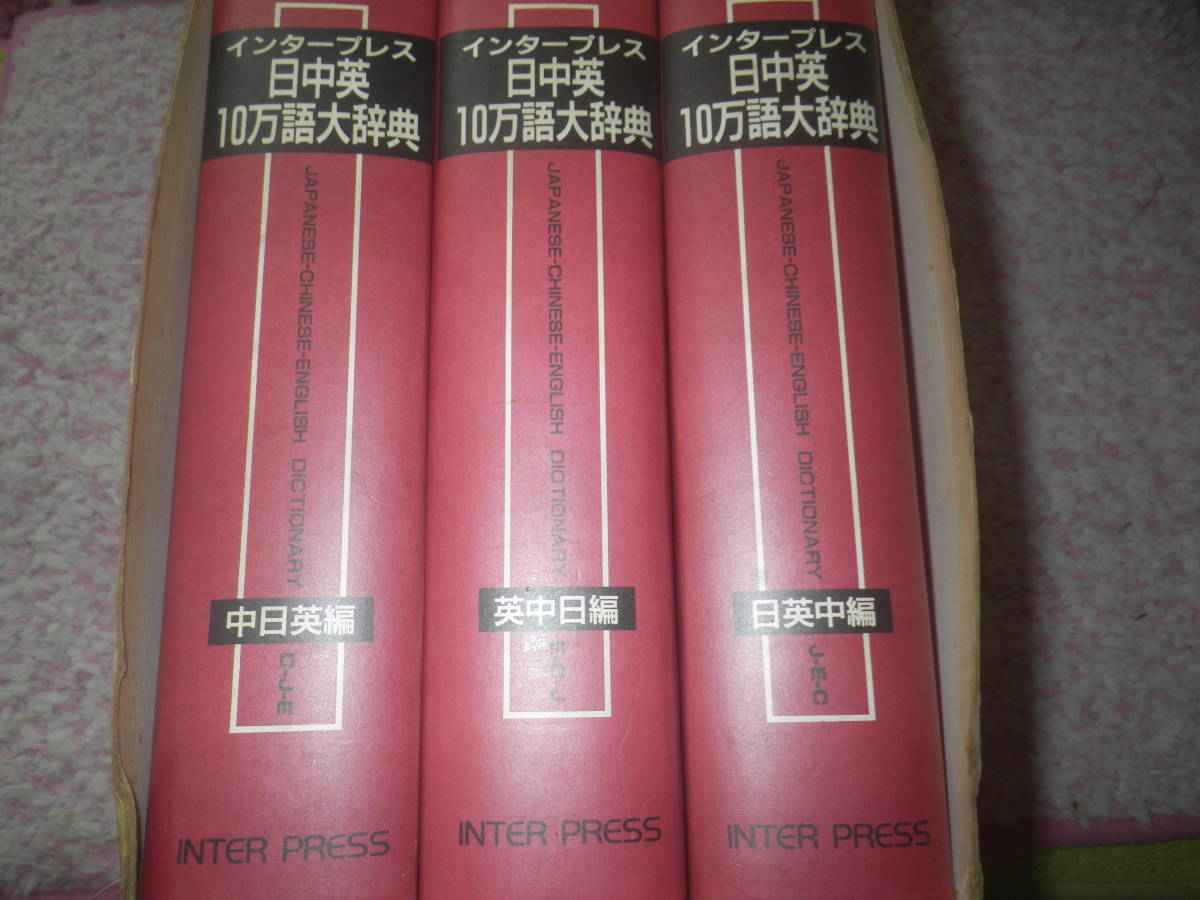 インタープレス
日中英
10万語大辞典
JAPANESE-CHINESE-ENGLISH DICTIONARY
中日英編
C-J-E
INTER PRESS
インタープレス
日中英
10万語大辞典
JAPANESE-CHINESE-ENGLISH DICTIONARY
英中日編
E-C-J
INTER PRESS
インタープレス
日中英
10万語大辞典
JAPANESE-CHINESE-ENGLISH DICTIONARY
日英中編
J-E-C
INTER PRESS